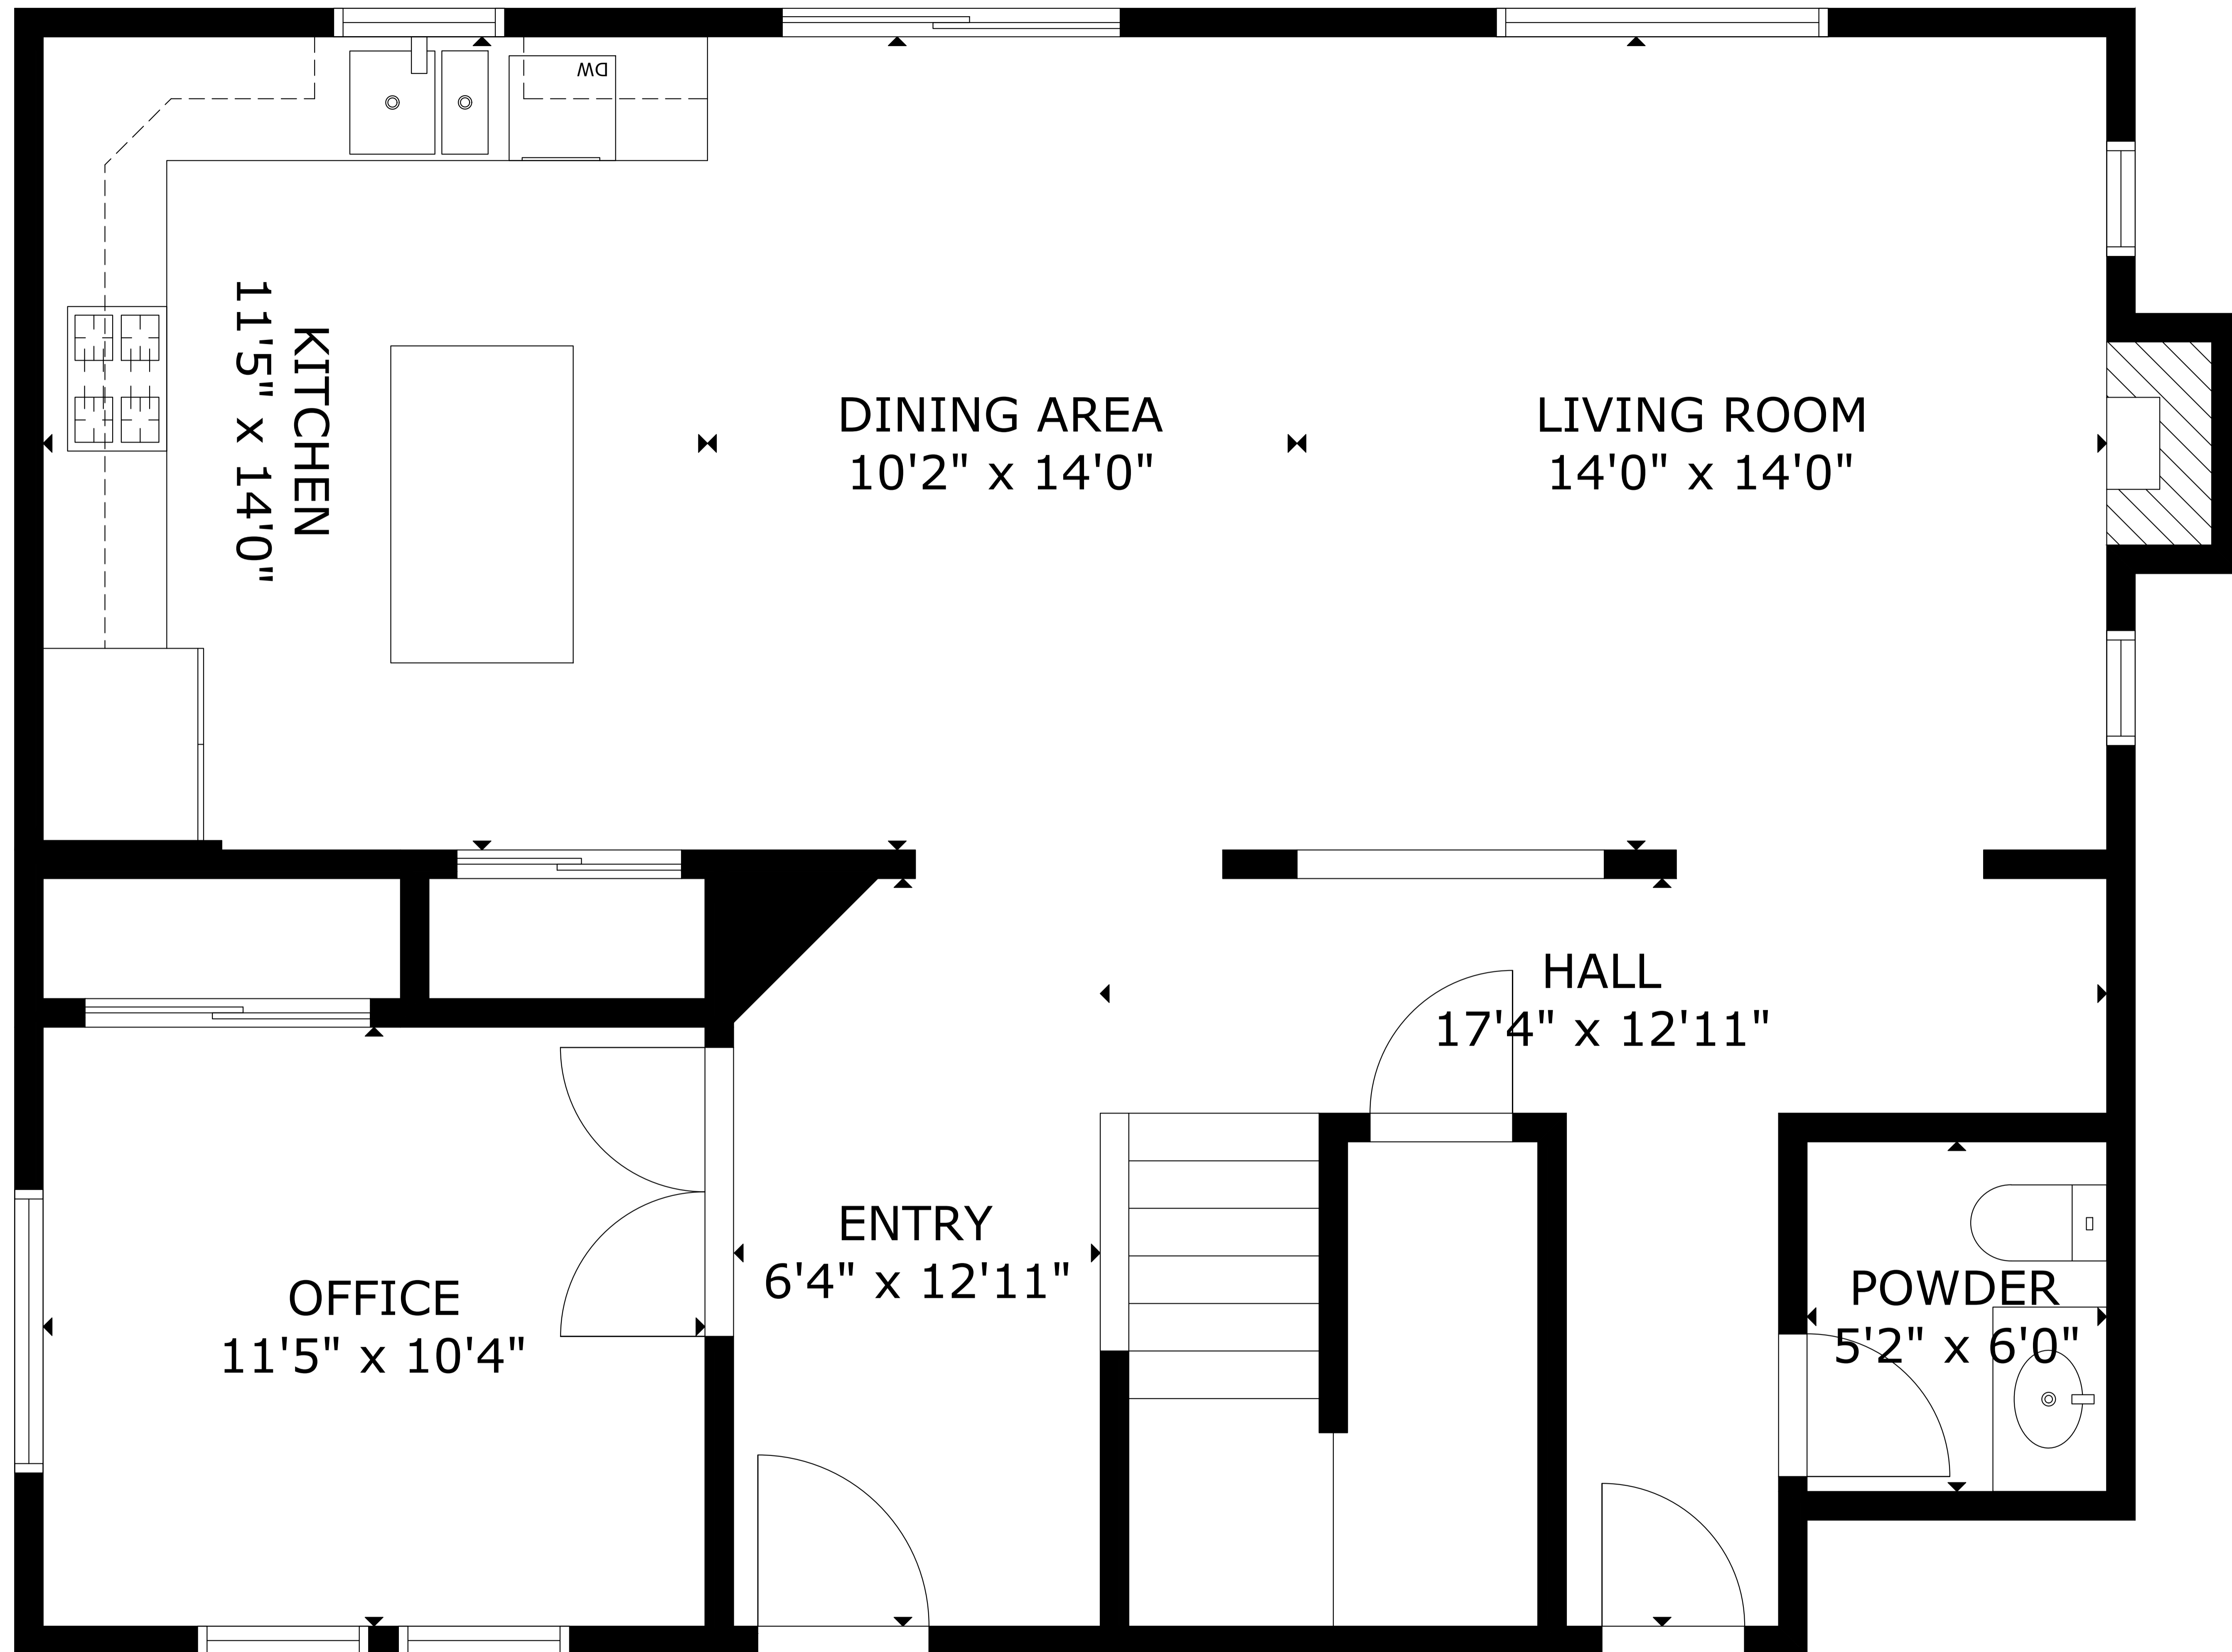 DW
KITCHEN
11'5" x 14'0"
DINING AREA
10'2" x 14'0"
LIVING ROOM
14'0" x 14'0"
HALL
17'4" x 12'11"
ENTRY
6'4" x 12'11"
OFFICE
11'5" x 10'4"
POWDER
5'2" x 6'0"